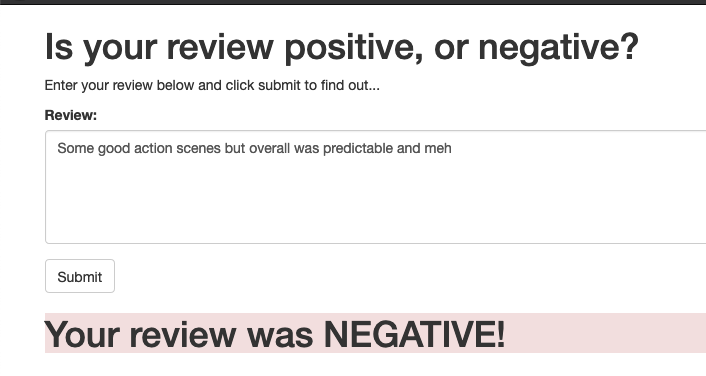 Is your review positive, or negative?
Enter your review below and click submit to find out...
Review:
Some good action scenes but overall was predictable and meh
Submit
Your review was NEGATIVE!